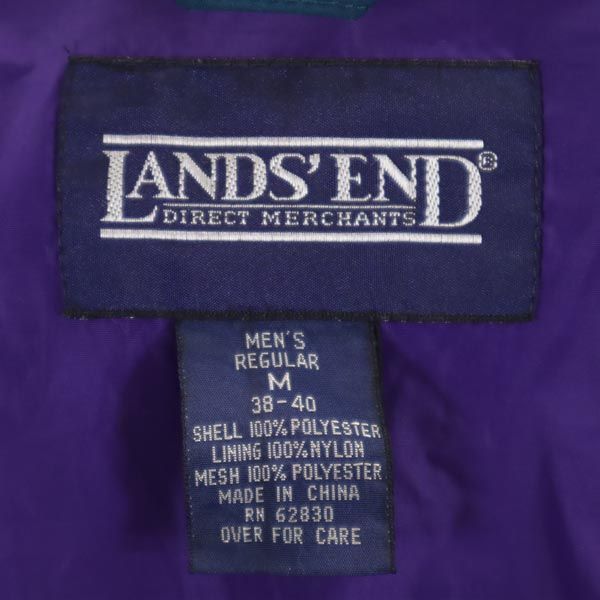 LANDS' END®
DIRECT MERCHANTS
MEN'S
REGULAR
M
38-40
SHELL 100% POLYESTER
LINING 100% NYLON
MESH 100% POLYESTER
MADE IN CHINA
RN 62830
OVER FOR CARE